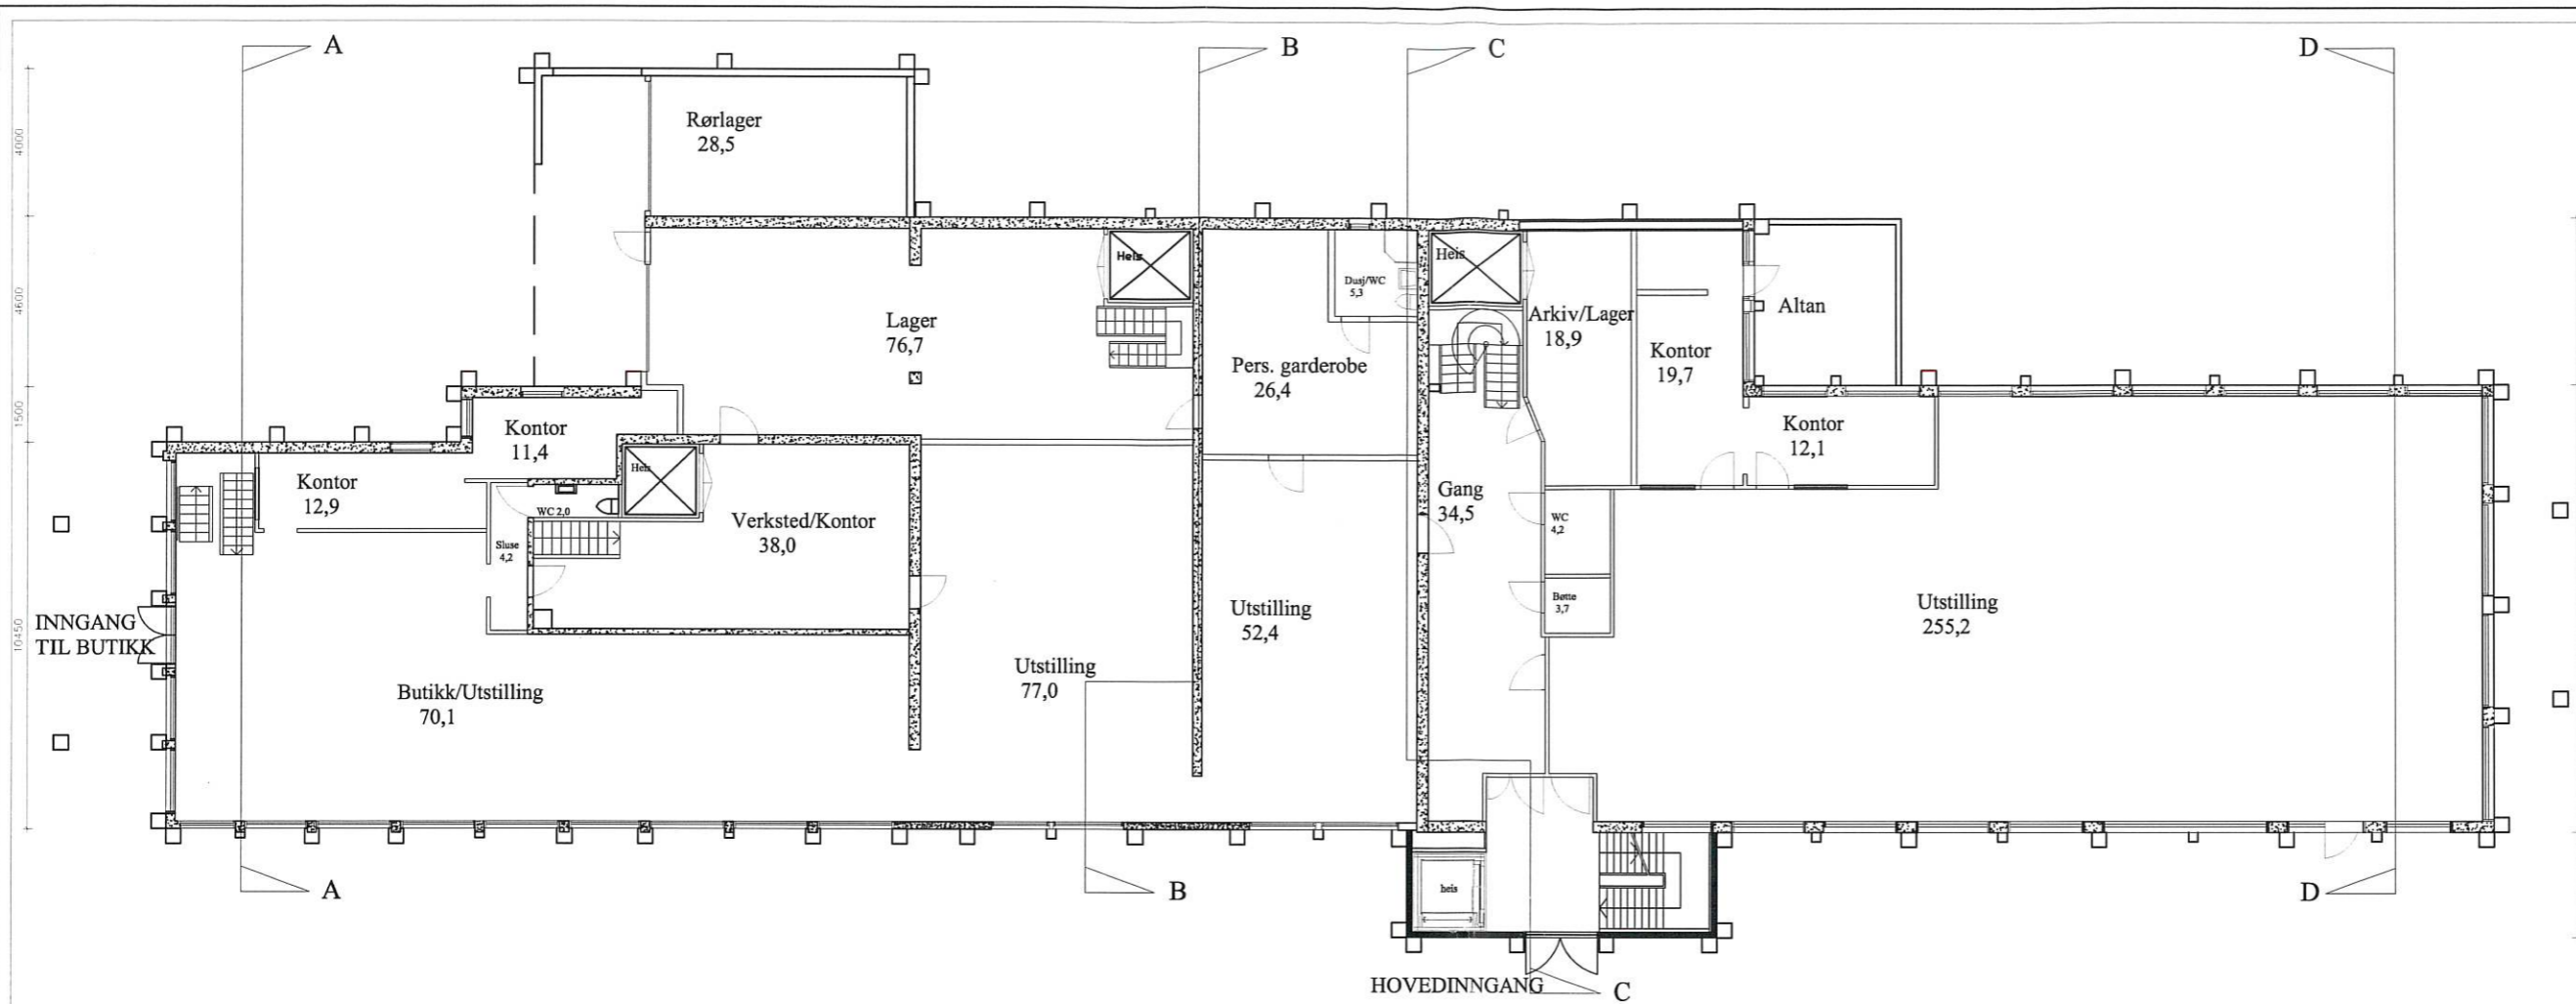 A
B
C
D
4000
Rørlager
28,5
4600
Heis
Heis
Dusj/WC
5,3
Lager
76,7
Arkiv/Lager
18,9
Altan
Kontor
19,7
Pers. garderobe
26,4
1500
Kontor
11,4
Kontor
12,1
Heis
Kontor
12,9
WC 2,0
Gang
34,5
WC
4,2
Verksted/Kontor
38,0
Sluse
4,2
Bøtte
3,7
Utstilling
52,4
Utstilling
255,2
10450
INNGANG
TIL BUTIKK
Utstilling
77,0
Butikk/Utstilling
70,1
heis
A
B
D
HOVEDINNGANG
C